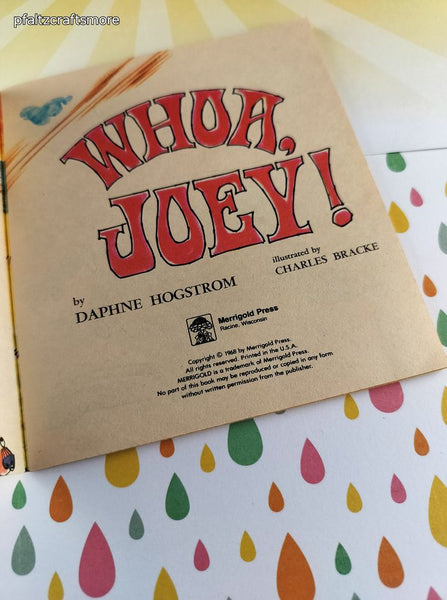 pfaltzcraftsmore
WHOA,
JOEY!
by
DAPHNE HOGSTROM
illustrated by
CHARLES BRACKE
Merrigold Press
Racine, Wisconsin
Copyright © 1968 by Merrigold Press.
All rights reserved. Printed in the U.S.A.
MERRIGOLD is a trademark of Merrigold Press.
No part of this book may be reproduced or copied in any form
without written permission from the publisher.